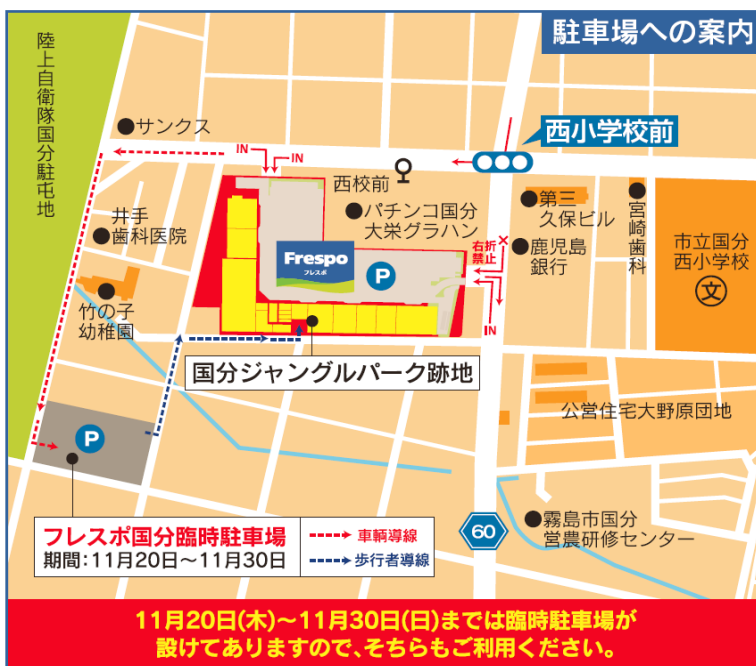 駐車場への案内
陸上自衛隊国分駐屯地
●サンクス
西小学校前
IN
IN
西校前
●パチンコ国分
大栄グラハン
●第三
久保ビル
●鹿児島
銀行
●宮崎歯科
市立国分
西小学校
文
井手
●歯科医院
Frespo
フレスポ
P
右折
禁止
IN
竹の子
幼稚園
国分ジャングルパーク跡地
公営住宅大野原団地
P
フレスポ国分臨時駐車場
期間:11月20日〜11月30日
車輌導線
歩行者導線
60
●霧島市国分
営農研修センター
11月20日(木)〜11月30日(日)までは臨時駐車場が
設けてありますので、そちらもご利用ください。